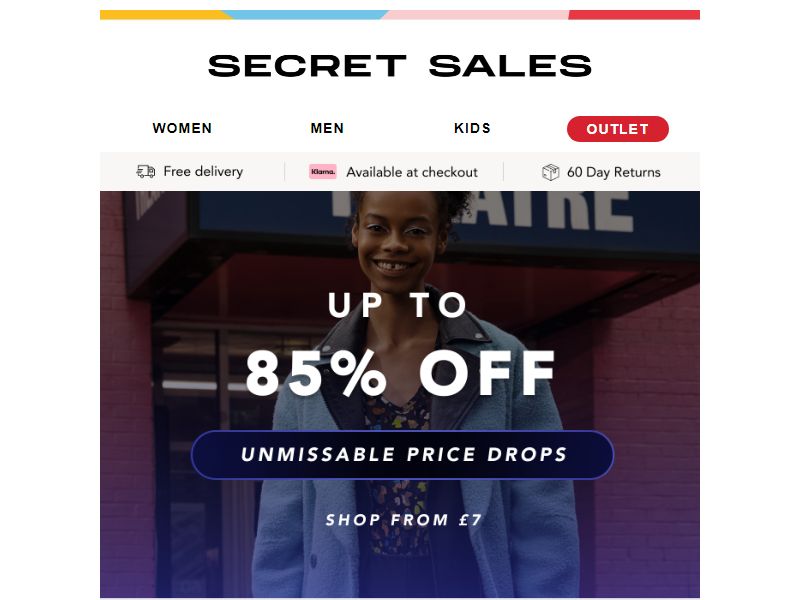 SECRET SALES
WOMEN MEN KIDS OUTLET
Free delivery Klarna. Available at checkout 60 Day Returns
UP TO
85% OFF
UNMISSABLE PRICE DROPS
SHOP FROM £7